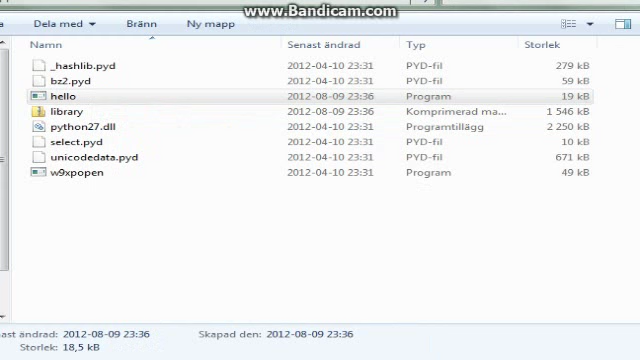 www.Bandicam.com
Dela med Bränn Ny mapp
Namn Senast ändrad Typ Storlek
_hashlib.pyd 2012-04-10 23:31 PYD-fil 279 kB
bz2.pyd 2012-04-10 23:31 PYD-fil 59 kB
hello 2012-08-09 23:36 Program 19 kB
library 2012-08-09 23:36 Komprimerad ma... 1 546 kB
python27.dll 2012-04-10 23:31 Programtillägg 2 250 kB
select.pyd 2012-04-10 23:31 PYD-fil 10 kB
unicodedata.pyd 2012-04-10 23:31 PYD-fil 671 kB
w9xpopen 2012-04-10 23:31 Program 49 kB
nast ändrad: 2012-08-09 23:36 Skapad den: 2012-08-09 23:36
Storlek: 18,5 kB